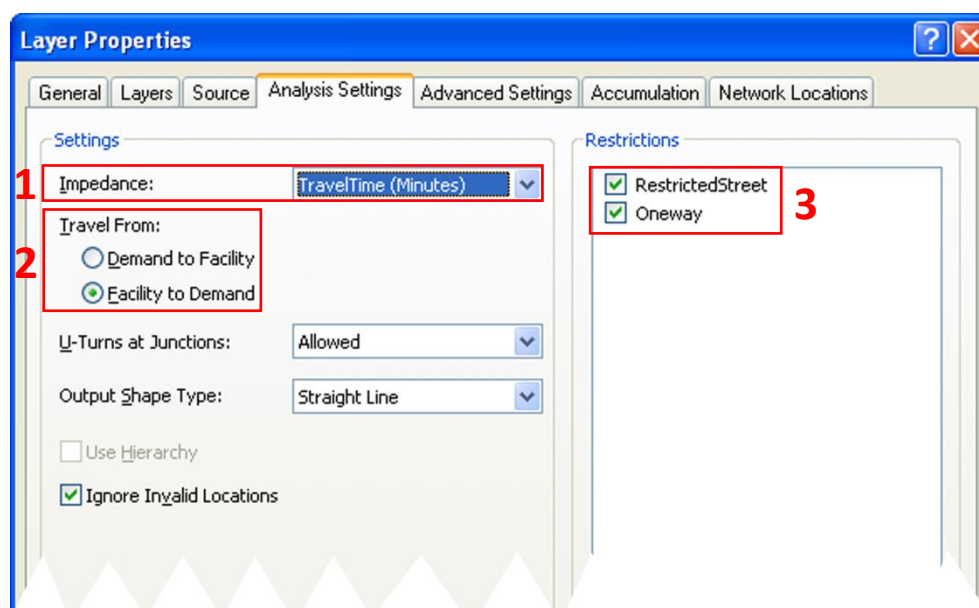 Layer Properties
General Layers Source Analysis Settings Advanced Settings Accumulation Network Locations
Settings
1 Impedance: TravelTime (Minutes)
2 Travel From:
Demand to Facility
Facility to Demand
U-Turns at Junctions: Allowed
Output Shape Type: Straight Line
Use Hierarchy
Ignore Invalid Locations
Restrictions
RestrictedStreet
Oneway
3